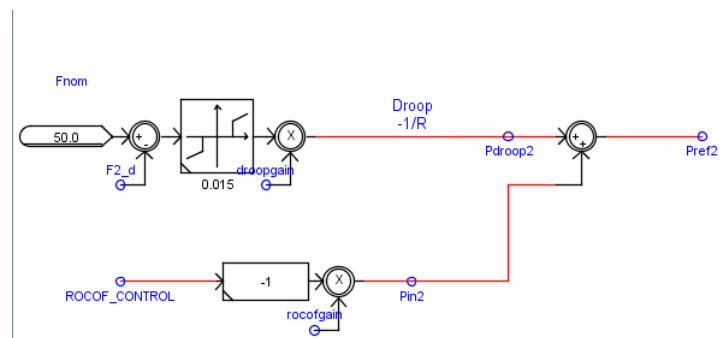 Fnom
50.0
+
-
F2_d
0.015
X
droopgain
Droop
-1/R
Pdroop2
+
+
Pref2
ROCOF_CONTROL
-1
X
rocofgain
Pin2